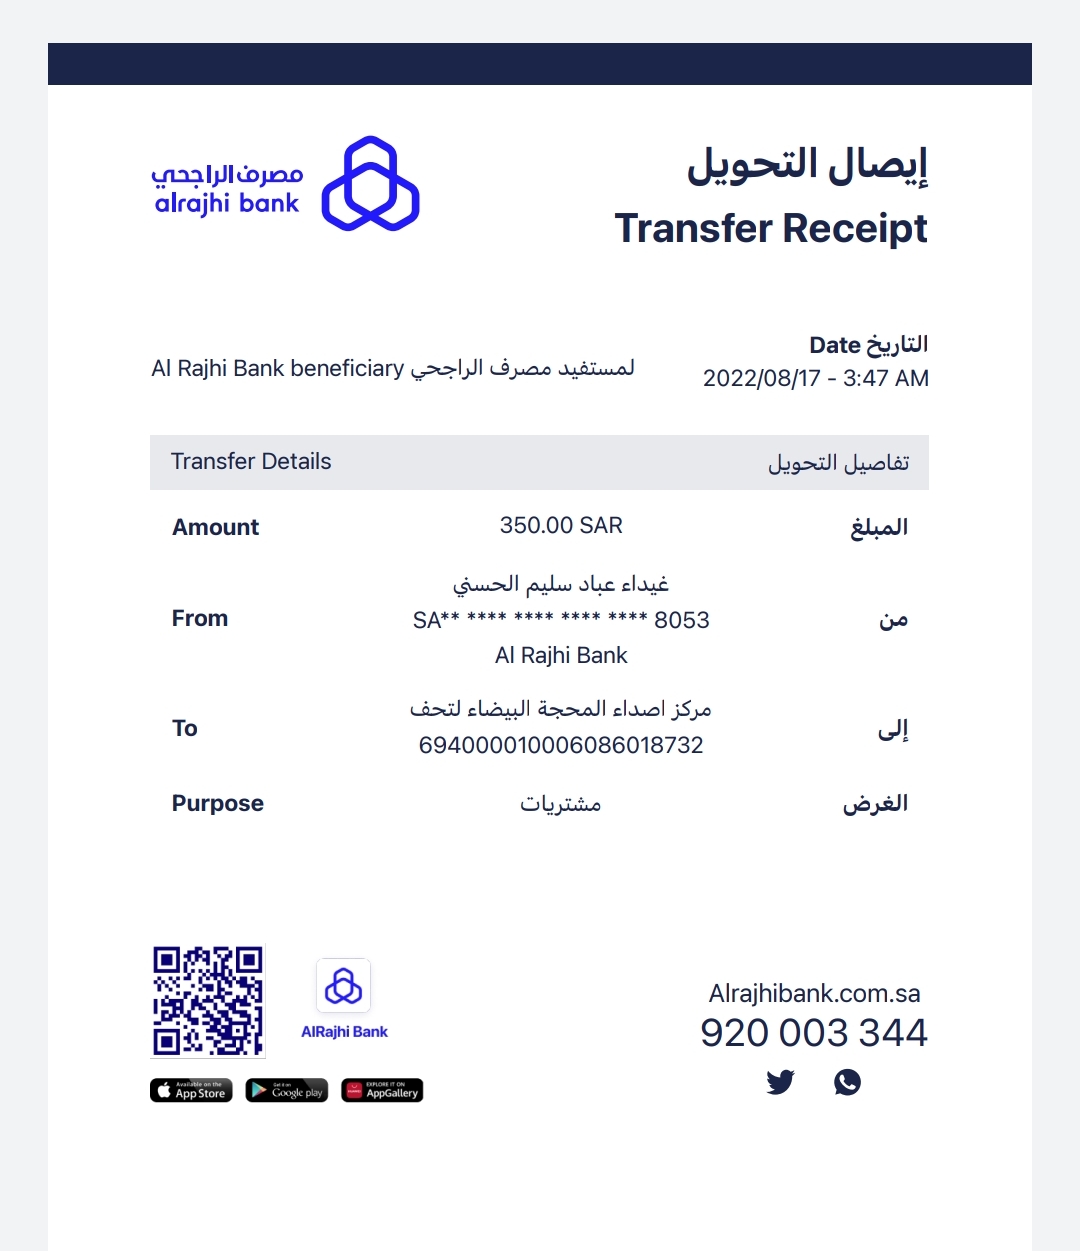 مصرف الراجحي
alrajhi bank
إيصال التحويل
Transfer Receipt
التاريخ Date
2022/08/17 - 3:47 AM
لمستفيد مصرف الراجحي Al Rajhi Bank beneficiary
Transfer Details تفاصيل التحويل
Amount 350.00 SAR المبلغ
غيداء عباد سليم الحسني
From SA** **** **** **** **** 8053 من
Al Rajhi Bank
مركز اصداء المحجة البيضاء لتحف
To إلى
694000010006086018732
Purpose مشتريات الغرض
AlRajhi Bank
Alrajhibank.com.sa
920 003 344
Available on the
App Store
Get it on
Google play
EXPLORE IT ON
AppGallery